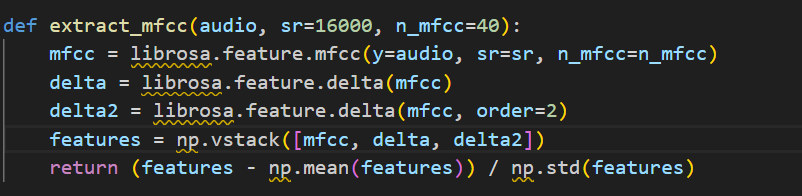 def extract_mfcc(audio, sr=16000, n_mfcc=40):
    mfcc = librosa.feature.mfcc(y=audio, sr=sr, n_mfcc=n_mfcc)
    delta = librosa.feature.delta(mfcc)
    delta2 = librosa.feature.delta(mfcc, order=2)
    features = np.vstack([mfcc, delta, delta2])
    return (features - np.mean(features)) / np.std(features)